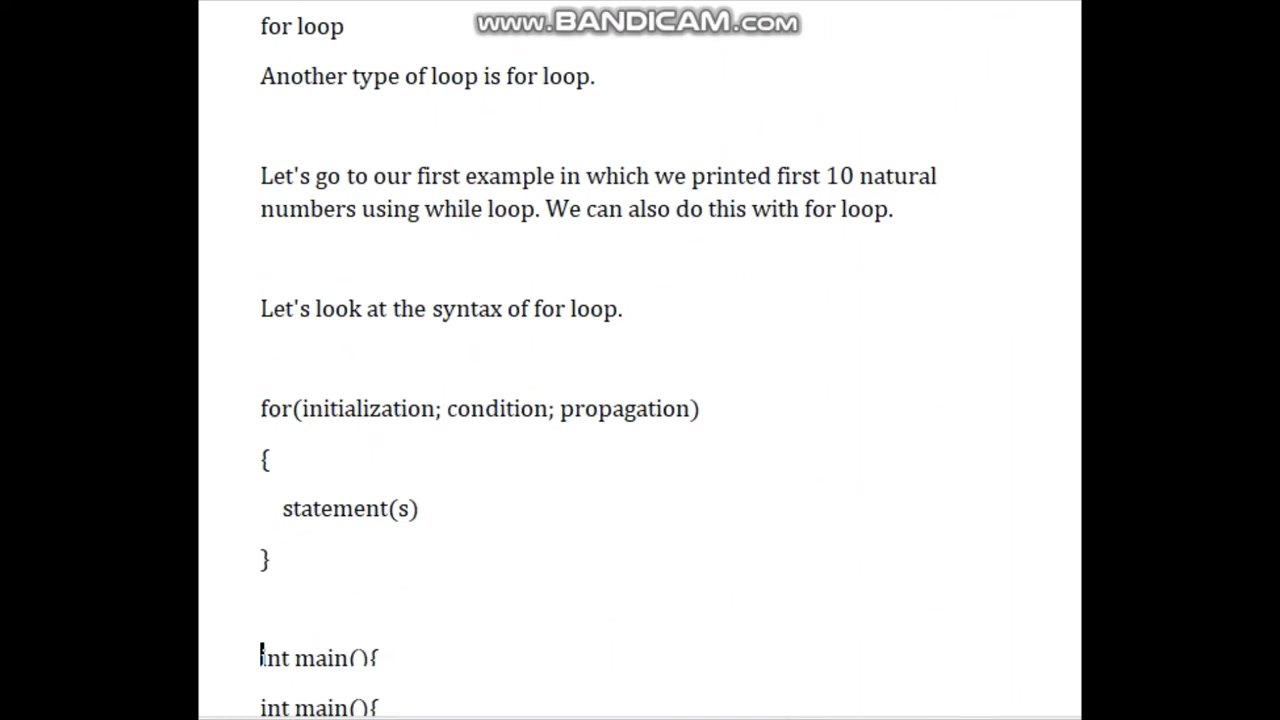 www.BANDICAM.com
for loop
Another type of loop is for loop.
Let's go to our first example in which we printed first 10 natural
numbers using while loop. We can also do this with for loop.
Let's look at the syntax of for loop.
for(initialization; condition; propagation)
{
statement(s)
}
int main(){
int main(){